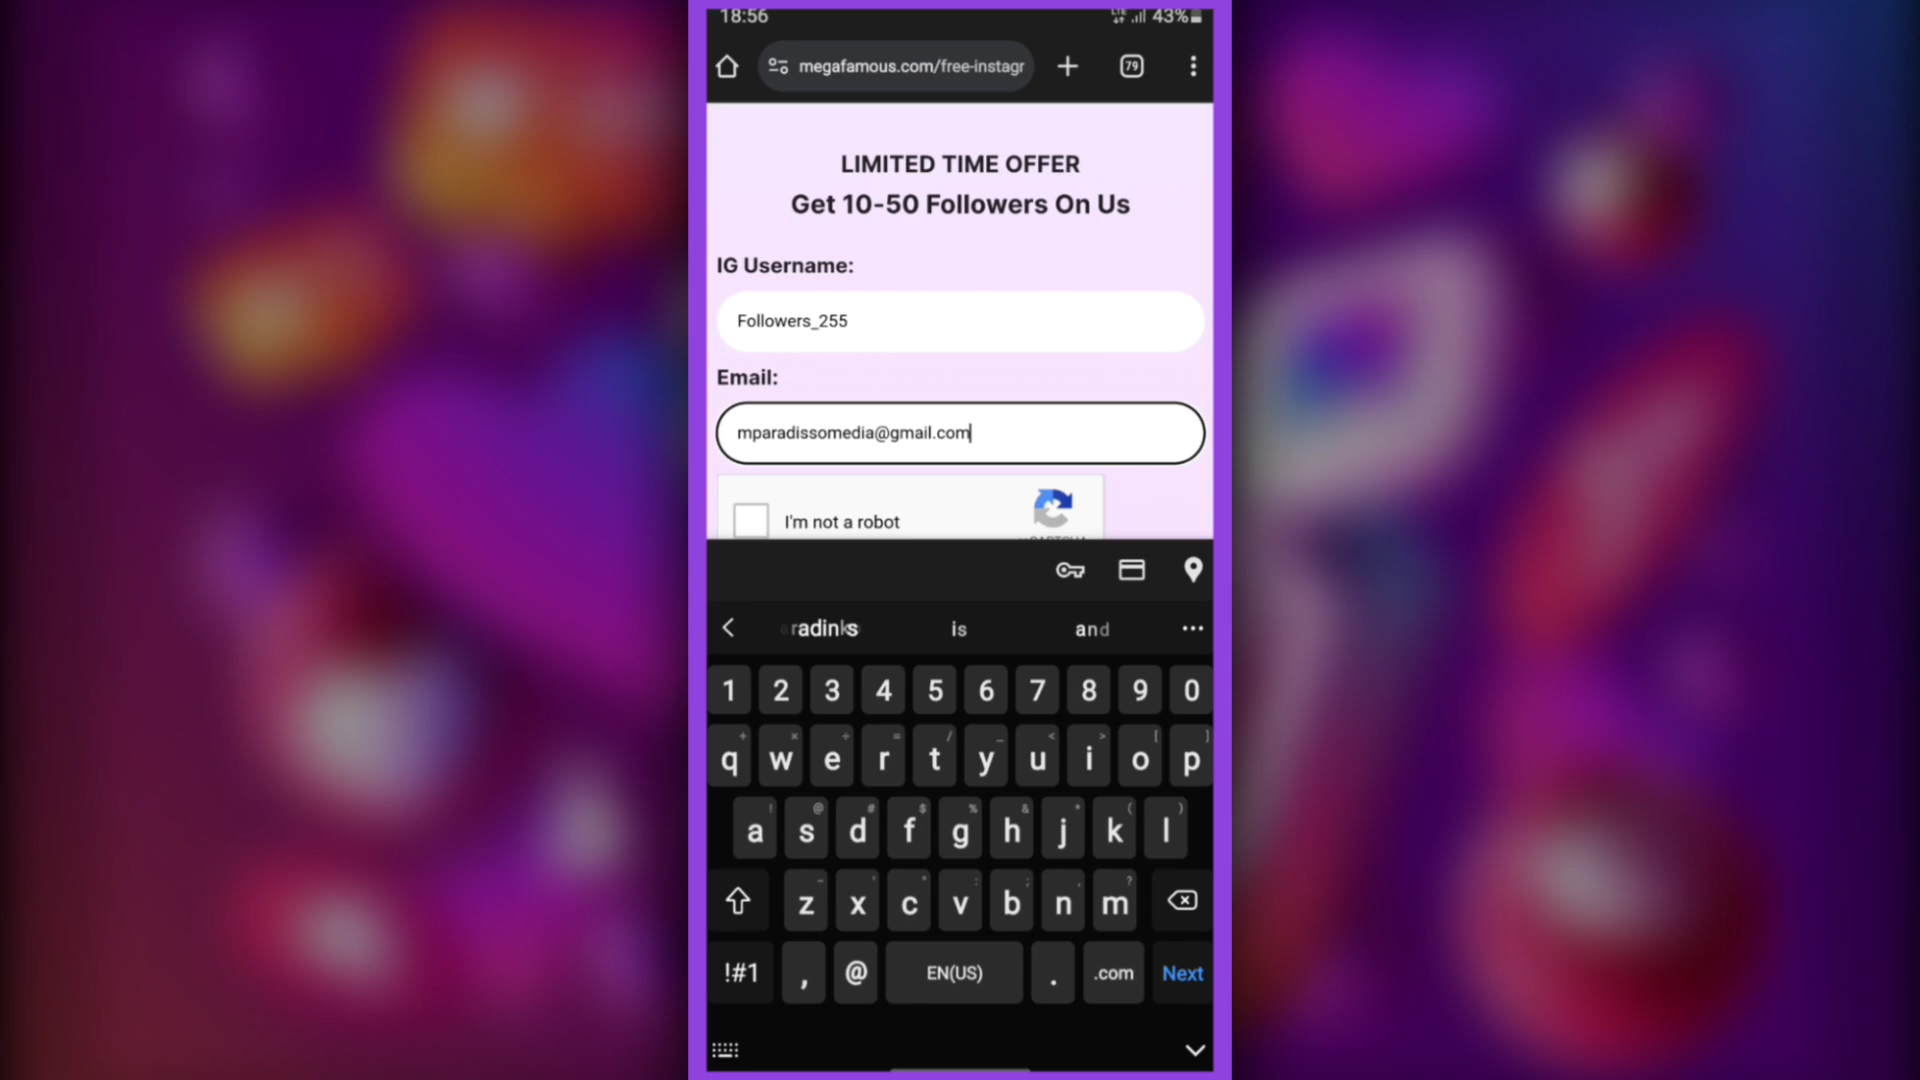 18:56 LTE 43%
megafamous.com/free-instagr 79
LIMITED TIME OFFER
Get 10-50 Followers On Us
IG Username:
Followers_255
Email:
mparadissomedia@gmail.com
I'm not a robot
radinks is and
1 2 3 4 5 6 7 8 9 0
q w e r t y u i o p
a s d f g h j k l
z x c v b n m
!#1 , @ EN(US) . .com Next